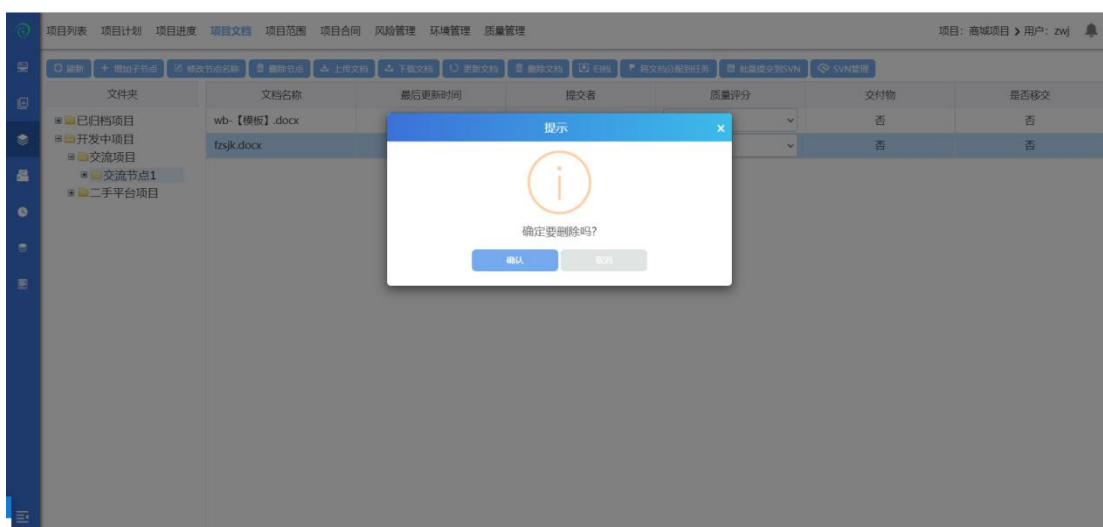 项目列表 项目计划 项目进度 项目文档 项目范围 项目合同 风险管理 环境管理 质量管理 项目: 商城项目 > 用户: zwj
刷新 增加子节点 修改节点名称 删除节点 上传文档 下载文档 更新文档 删除文档 归档 将文档分配到任务 批量提交到SVN SVN管理
文件夹 文档名称 最后更新时间 提交者 质量评分 交付物 是否移交
已归档项目 wb-【模板】.docx 否 否
开发中项目 fzsjk.docx 否 否
交流项目
交流节点1
二手平台项目
提示 ×
确定要删除吗?
确认 取消